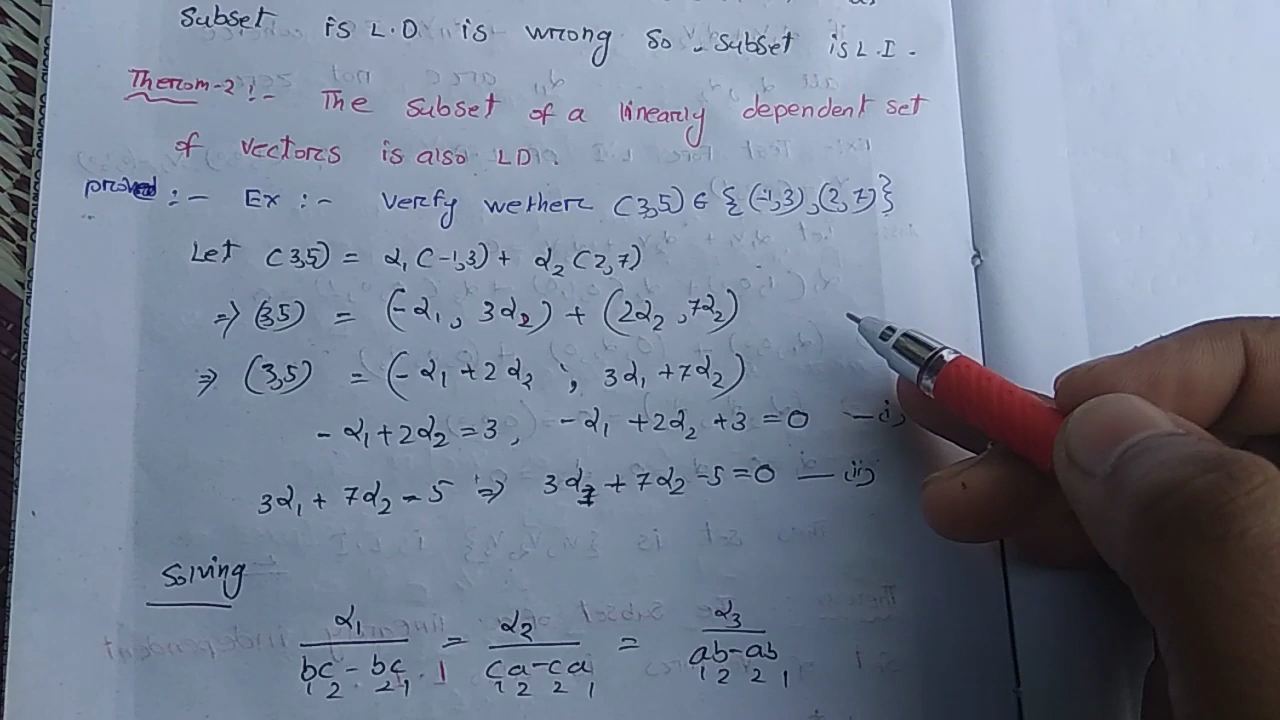 Subset is L.D. is wrong so subset is L.I.
Therom-2 :- The subset of a linearly dependent set
of vectors is also LD.
proved :- Ex :- Verfy wethere (3,5) ∈ {(-1,3),(2,7)}
Let (3,5) = α₁(-1,3) + α₂(2,7)
⇒ (3,5) = (-α₁, 3α₂) + (2α₂, 7α₂)
⇒ (3,5) = (-α₁+2α₂, 3α₁+7α₂)
-α₁+2α₂=3, -α₁+2α₂+3=0 —i)
3α₁+7α₂=5 ⇒ 3α₁+7α₂-5=0 —ii)
Solving
α₁/(b₁c₂-b₂c₁) = α₂/(c₁a₂-c₂a₁) = α₃/(a₁b₂-a₂b₁)